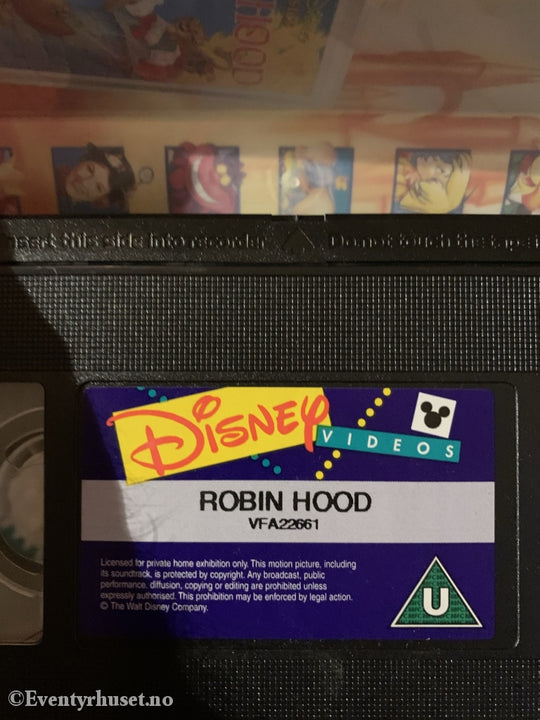 HOOD
insert this side into recorder Do not touch the tape
DISNEY
VIDEOS
ROBIN HOOD
VFA22661
Licensed for private home exhibition only. This motion picture, including
its soundtrack, is protected by copyright. Any broadcast, public
performance, diffusion, copying or editing are prohibited unless
expressly authorised. This prohibition may be enforced by legal action.
© The Walt Disney Company.
U
©Eventyrhuset.no